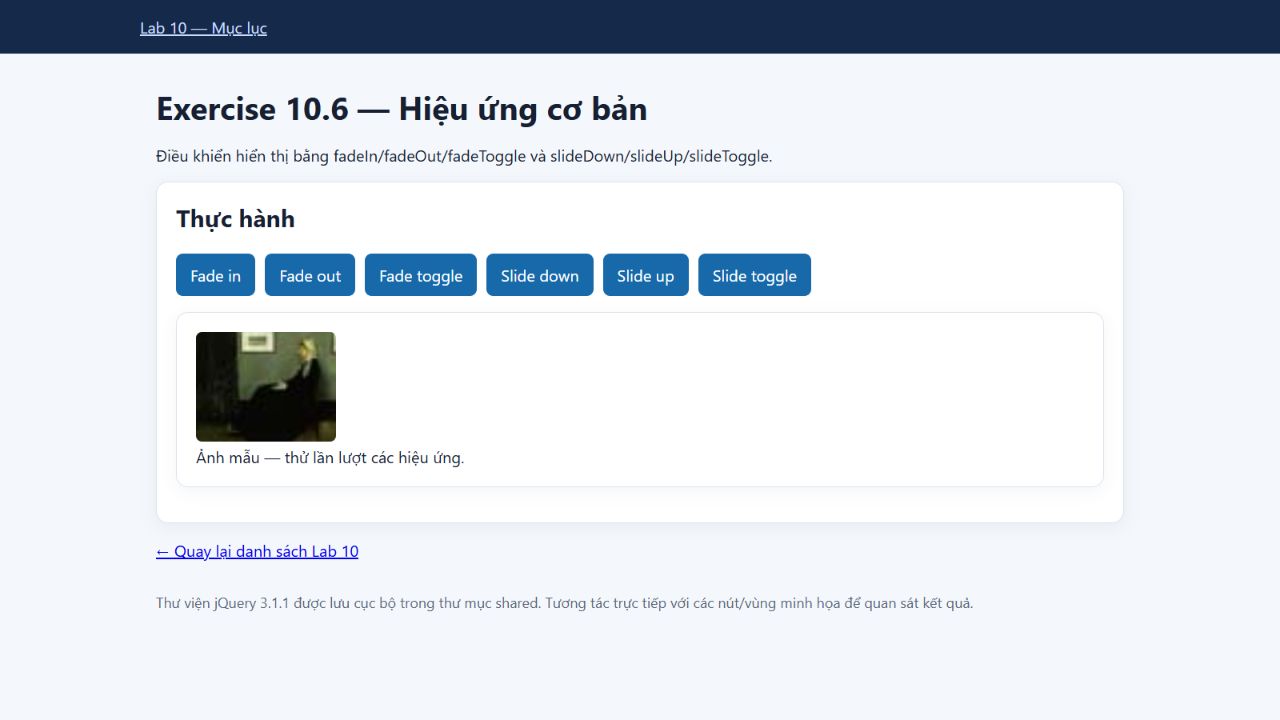 Lab 10 — Mục lục
Exercise 10.6 — Hiệu ứng cơ bản
Điều khiển hiển thị bằng fadeIn/fadeOut/fadeToggle và slideDown/slideUp/slideToggle.
Thực hành
Fade in
Fade out
Fade toggle
Slide down
Slide up
Slide toggle
Ảnh mẫu — thử lần lượt các hiệu ứng.
← Quay lại danh sách Lab 10
Thư viện jQuery 3.1.1 được lưu cục bộ trong thư mục shared. Tương tác trực tiếp với các nút/vùng minh họa để quan sát kết quả.